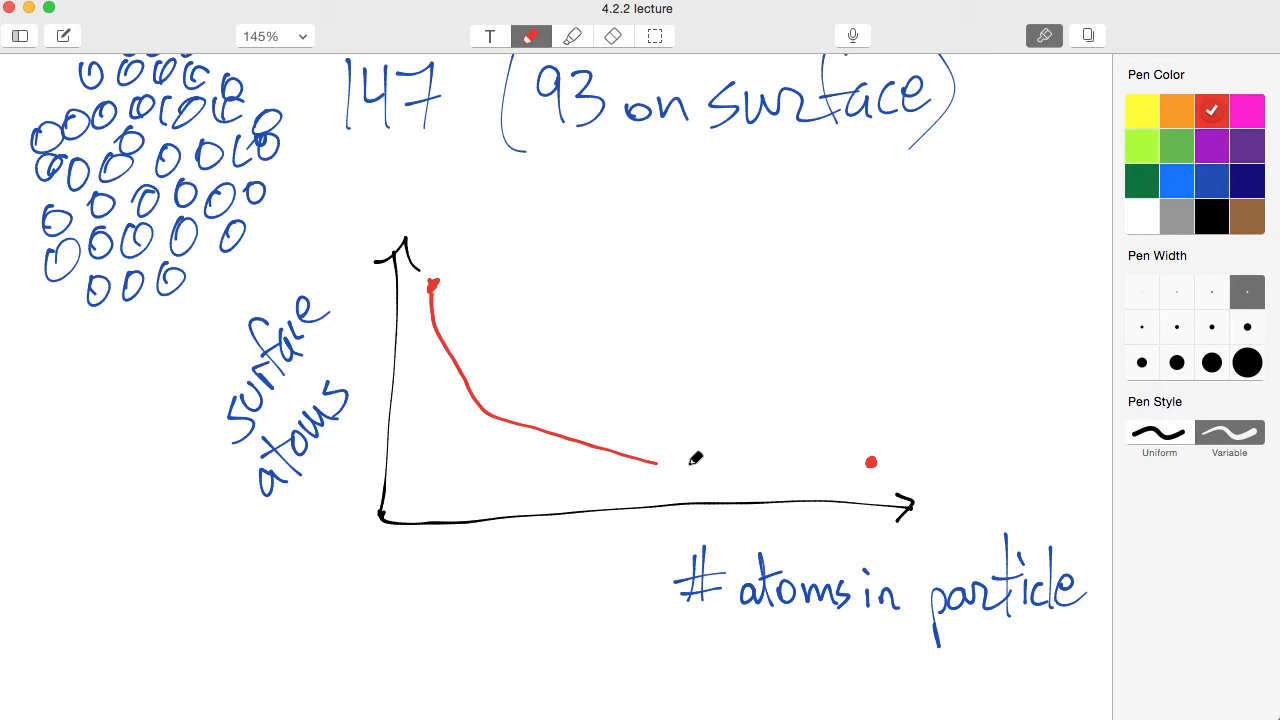 4.2.2 lecture
145%
T
147 (93 on surface)
surface
atoms
# atoms in particle
Pen Color
Pen Width
Pen Style
Uniform Variable